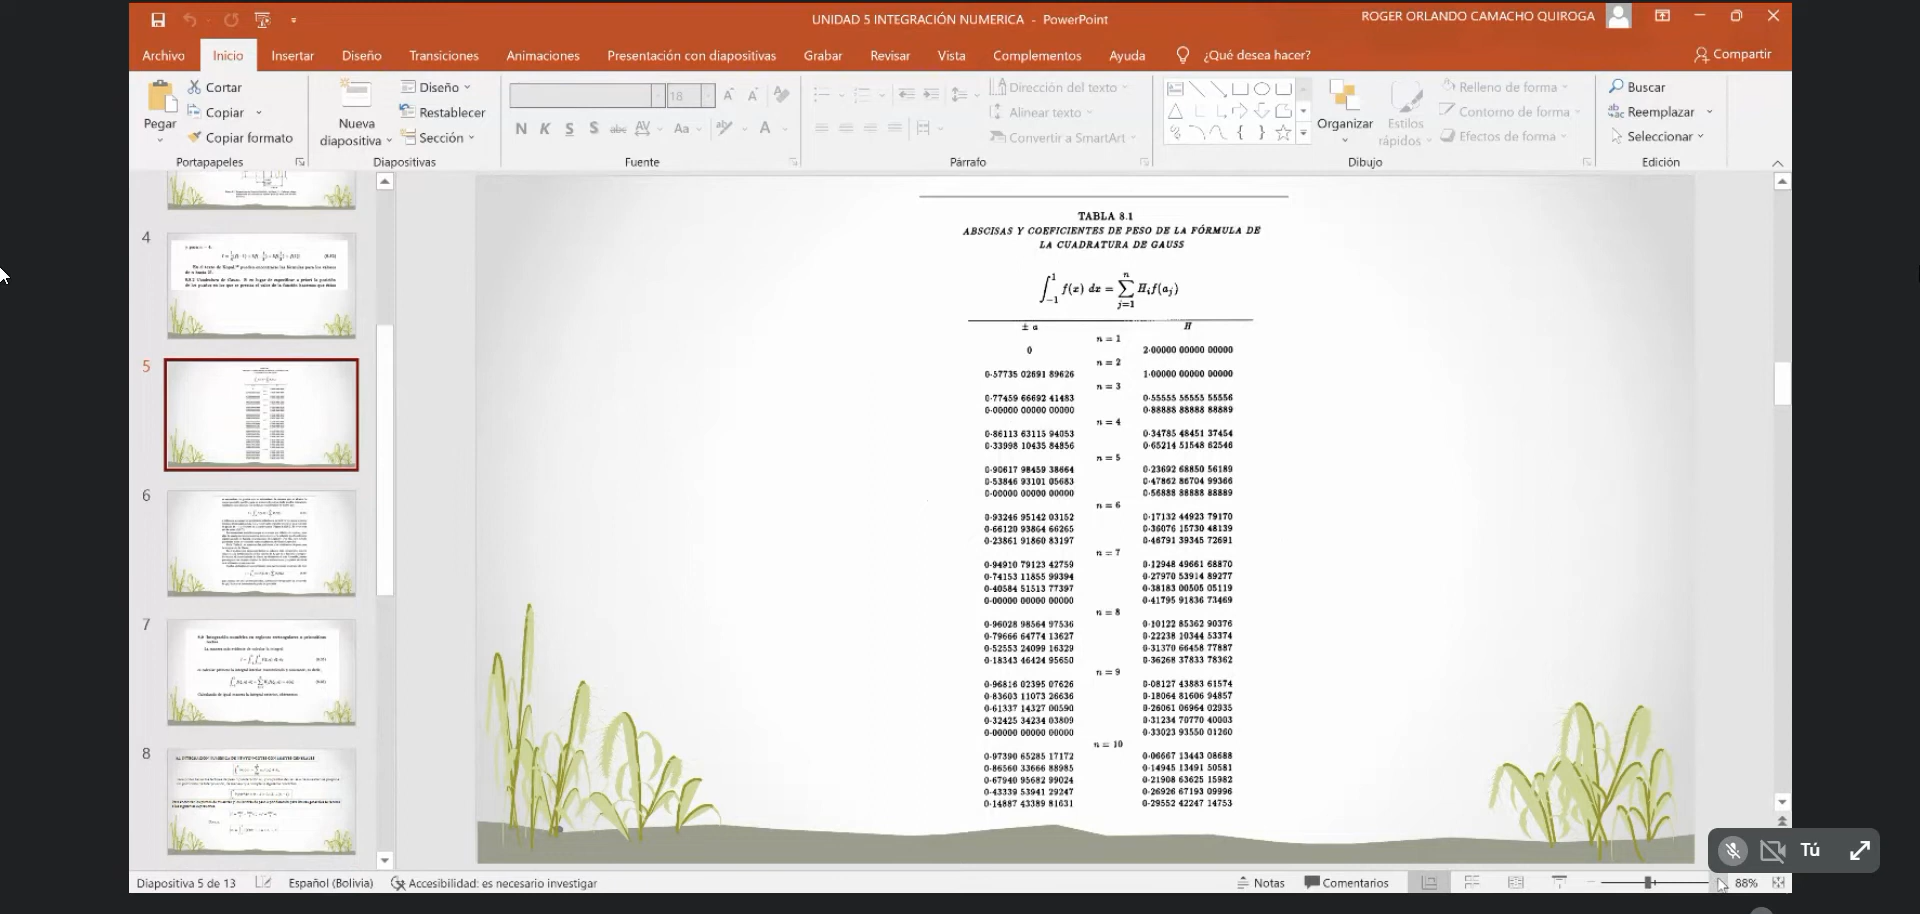 UNIDAD 5 INTEGRACIÓN NUMERICA - PowerPoint
ROGER ORLANDO CAMACHO QUIROGA
Archivo Inicio Insertar Diseño Transiciones Animaciones Presentación con diapositivas Grabar Revisar Vista Complementos Ayuda ¿Qué desea hacer? Compartir
Pegar
Cortar
Copiar
Copiar formato
Portapapeles
Nueva diapositiva
Diseño
Restablecer
Sección
Diapositivas
18
N K S S abc AV Aa A
Fuente
Dirección del texto
Alinear texto
Convertir a SmartArt
Párrafo
Organizar
Estilos rápidos
Relleno de forma
Contorno de forma
Efectos de forma
Dibujo
Buscar
Reemplazar
Seleccionar
Edición
4
5
6
7
8
TABLA 8.1
ABSCISAS Y COEFICIENTES DE PESO DE LA FÓRMULA DE
LA CUADRATURA DE GAUSS
∫_{-1}^{1} f(x) dx = ∑_{j=1}^{n} H_i f(a_j)
± a H
n = 1
0 2·00000 00000 00000
n = 2
0·57735 02691 89626 1·00000 00000 00000
n = 3
0·77459 66692 41483 0·55555 55555 55556
0·00000 00000 00000 0·88888 88888 88889
n = 4
0·86113 63115 94053 0·34785 48451 37454
0·33998 10435 84856 0·65214 51548 62546
n = 5
0·90617 98459 38664 0·23692 68850 56189
0·53846 93101 05683 0·47862 86704 99366
0·00000 00000 00000 0·56888 88888 88889
n = 6
0·93246 95142 03152 0·17132 44923 79170
0·66120 93864 66265 0·36076 15730 48139
0·23861 91860 83197 0·46791 39345 72691
n = 7
0·94910 79123 42759 0·12948 49661 68870
0·74153 11855 99394 0·27970 53914 89277
0·40584 51513 77397 0·38183 00505 05119
0·00000 00000 00000 0·41795 91836 73469
n = 8
0·96028 98564 97536 0·10122 85362 90376
0·79666 64774 13627 0·22238 10344 53374
0·52553 24099 16329 0·31370 66458 77887
0·18343 46424 95650 0·36268 37833 78362
n = 9
0·96816 02395 07626 0·08127 43883 61574
0·83603 11073 26636 0·18064 81606 94857
0·61337 14327 00590 0·26061 06964 02935
0·32425 34234 03809 0·31234 70770 40003
0·00000 00000 00000 0·33023 93550 01260
n = 10
0·97390 65285 17172 0·06667 13443 08688
0·86560 33666 88985 0·14945 13491 50581
0·67940 95682 99024 0·21908 63625 15982
0·43339 53941 29247 0·26926 67193 09996
0·14887 43389 81631 0·29552 42247 14753
Tú
Diapositiva 5 de 13 Español (Bolivia) Accesibilidad: es necesario investigar Notas Comentarios 88%